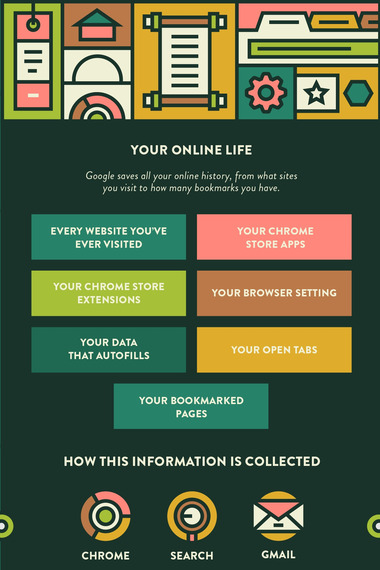 YOUR ONLINE LIFE
Google saves all your online history, from what sites
you visit to how many bookmarks you have.
EVERY WEBSITE YOU'VE
EVER VISITED
YOUR CHROME
STORE APPS
YOUR CHROME STORE
EXTENSIONS
YOUR BROWSER SETTING
YOUR DATA
THAT AUTOFILLS
YOUR OPEN TABS
YOUR BOOKMARKED
PAGES
HOW THIS INFORMATION IS COLLECTED
CHROME
SEARCH
GMAIL